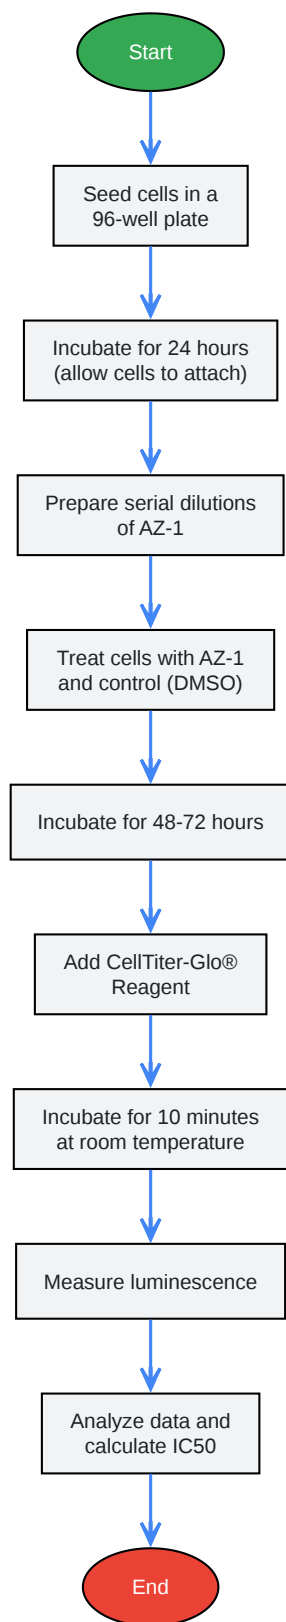 Start
Seed cells in a
96-well plate
Incubate for 24 hours
(allow cells to attach)
Prepare serial dilutions
of AZ-1
Treat cells with AZ-1
and control (DMSO)
Incubate for 48-72 hours
Add CellTiter-Glo®
Reagent
Incubate for 10 minutes
at room temperature
Measure luminescence
Analyze data and
calculate IC50
End